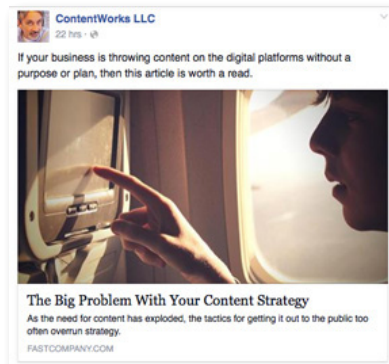 ContentWorks LLC
22 hrs ·
If your business is throwing content on the digital platforms without a
purpose or plan, then this article is worth a read.
The Big Problem With Your Content Strategy
As the need for content has exploded, the tactics for getting it out to the public too
often overrun strategy.
FASTCOMPANY.COM